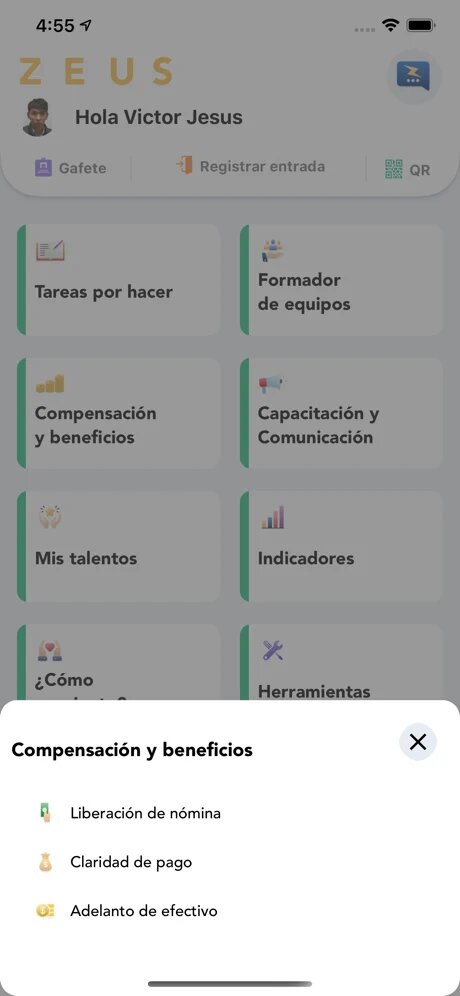 4:55
ZEUS
Hola Victor Jesus
Gafete
Registrar entrada
QR
Tareas por hacer
Formador
de equipos
Compensación
y beneficios
Capacitación y
Comunicación
Mis talentos
Indicadores
¿Cómo
Herramientas
Compensación y beneficios
Liberación de nómina
Claridad de pago
Adelanto de efectivo